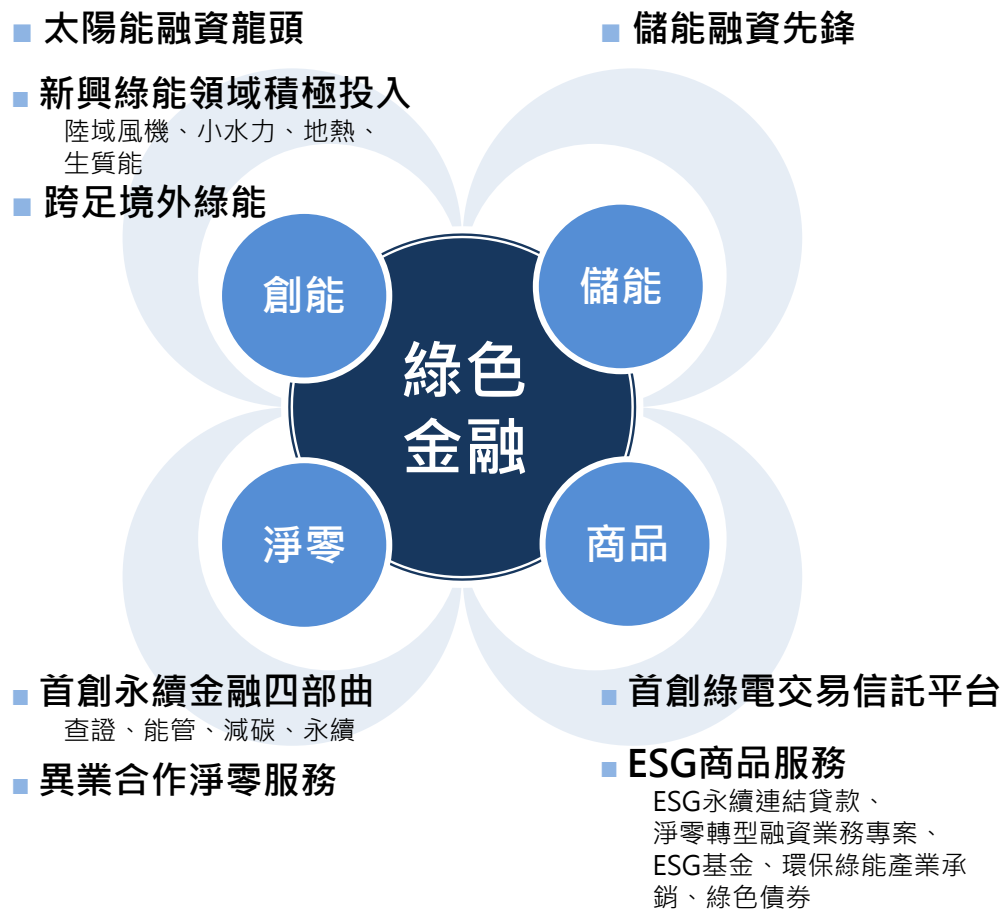 太陽能融資龍頭
新興綠能領域積極投入
陸域風機、小水力、地熱、
生質能
跨足境外綠能
儲能融資先鋒
創能
儲能
綠色
金融
淨零
商品
首創永續金融四部曲
查證、能管、減碳、永續
異業合作淨零服務
首創綠電交易信託平台
ESG商品服務
ESG永續連結貸款、
淨零轉型融資業務專案、
ESG基金、環保綠能產業承
銷、綠色債券